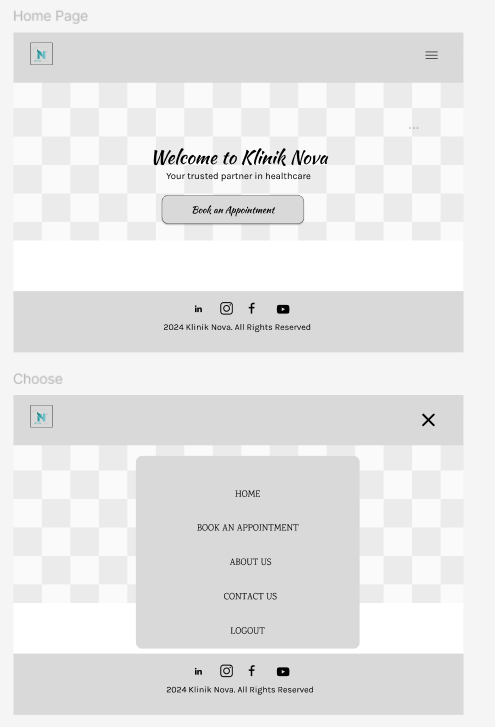 Home Page
N
Welcome to Klinik Nova
Your trusted partner in healthcare
Book an Appointment
in
2024 Klinik Nova. All Rights Reserved
Choose
N
HOME
BOOK AN APPOINTMENT
ABOUT US
CONTACT US
LOGOUT
in
2024 Klinik Nova. All Rights Reserved